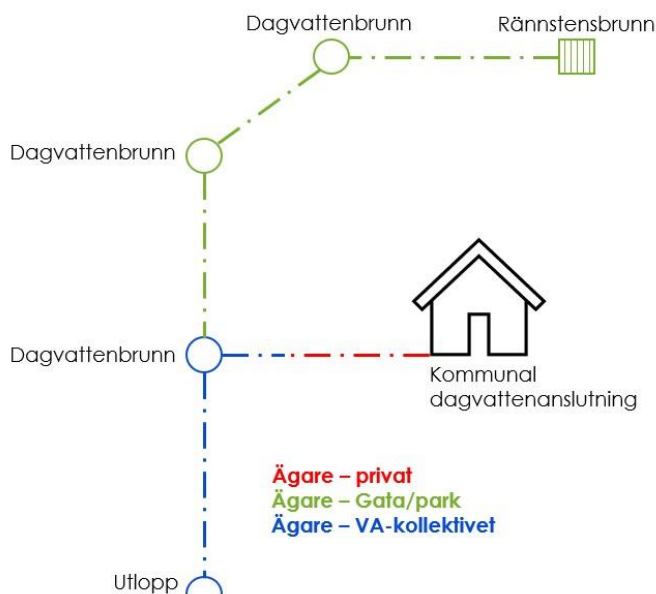 Dagvattenbrunn
Rännstensbrunn
Dagvattenbrunn
Dagvattenbrunn
Kommunal
dagvattenanslutning
Ägare – privat
Ägare – Gata/park
Ägare – VA-kollektivet
Utlopp